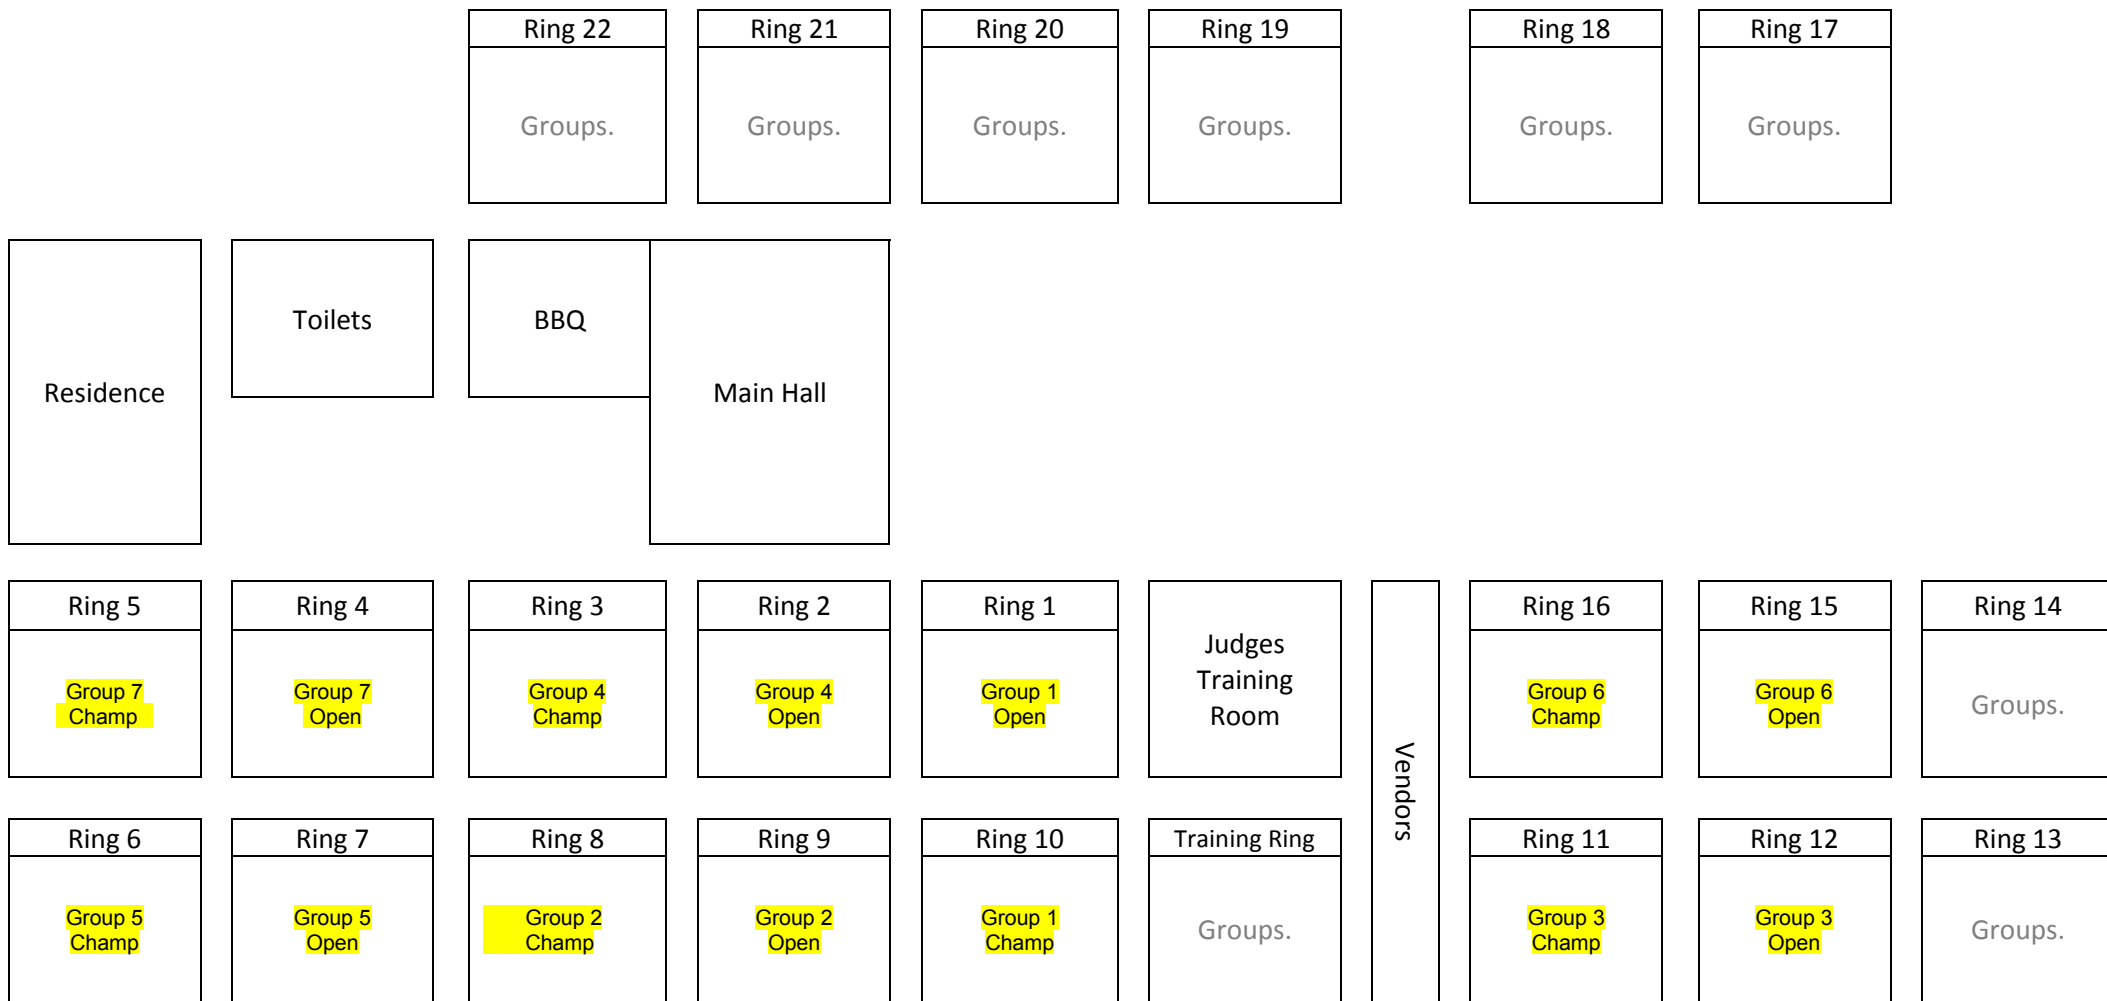 Ring 22
Ring 21
Ring 20
Ring 19
Ring 18
Ring 17
Groups.
Groups.
Groups.
Groups.
Groups.
Groups.
Residence
Toilets
BBQ
Main Hall
Ring 5
Ring 4
Ring 3
Ring 2
Ring 1
Judges
Training
Room
Vendors
Ring 16
Ring 15
Ring 14
Group 7
Champ
Group 7
Open
Group 4
Champ
Group 4
Open
Group 1
Open
Group 6
Champ
Group 6
Open
Groups.
Ring 6
Ring 7
Ring 8
Ring 9
Ring 10
Training Ring
Ring 11
Ring 12
Ring 13
Group 5
Champ
Group 5
Open
Group 2
Champ
Group 2
Open
Group 1
Champ
Groups.
Group 3
Champ
Group 3
Open
Groups.